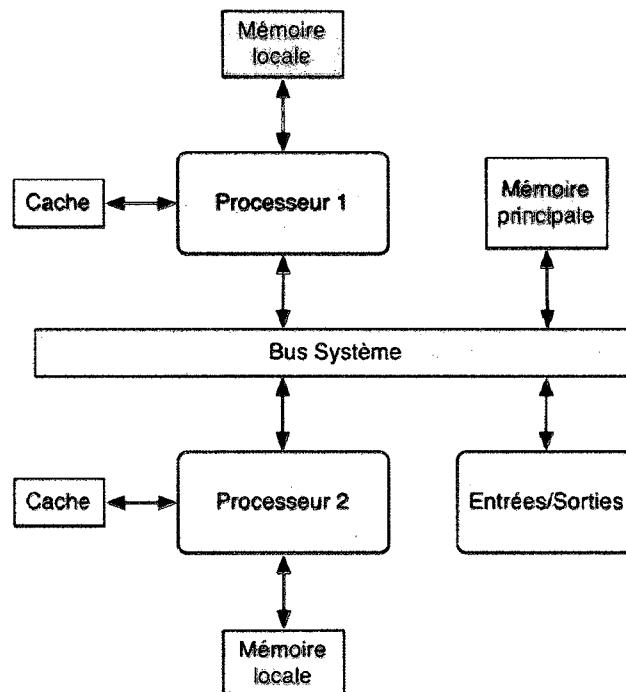 Mémoire
locale
Cache
Processeur 1
Mémoire
principale
Bus Système
Cache
Processeur 2
Entrées/Sorties
Mémoire
locale